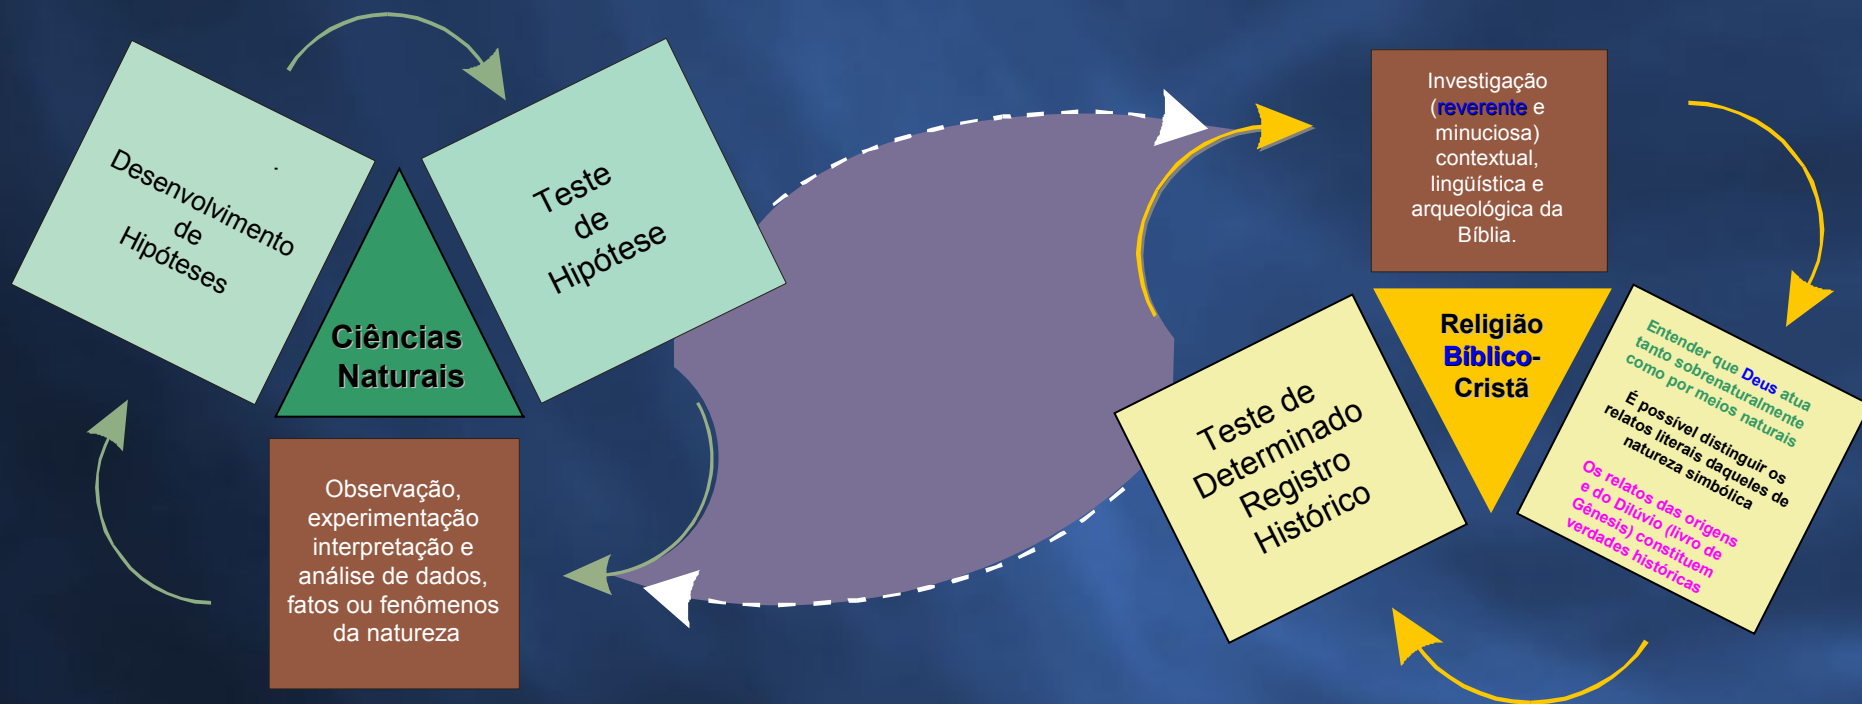 Desenvolvimento
de
Hipóteses
Teste
de
Hipótese
Ciências
Naturais
Observação,
experimentação
interpretação e
análise de dados,
fatos ou fenômenos
da natureza
Investigação
(reverente e
minuciosa)
contextual,
lingüística e
arqueológica da
Bíblia.
Religião
Bíblico-
Cristã
Entender que Deus atua
tanto sobrenaturalmente
como por meios naturais
É possível distinguir os
relatos literais daqueles de
natureza simbólica
Os relatos das origens
e do Dilúvio (livro de
Gênesis) constituem
verdades históricas
Teste de
Determinado
Registro
Histórico